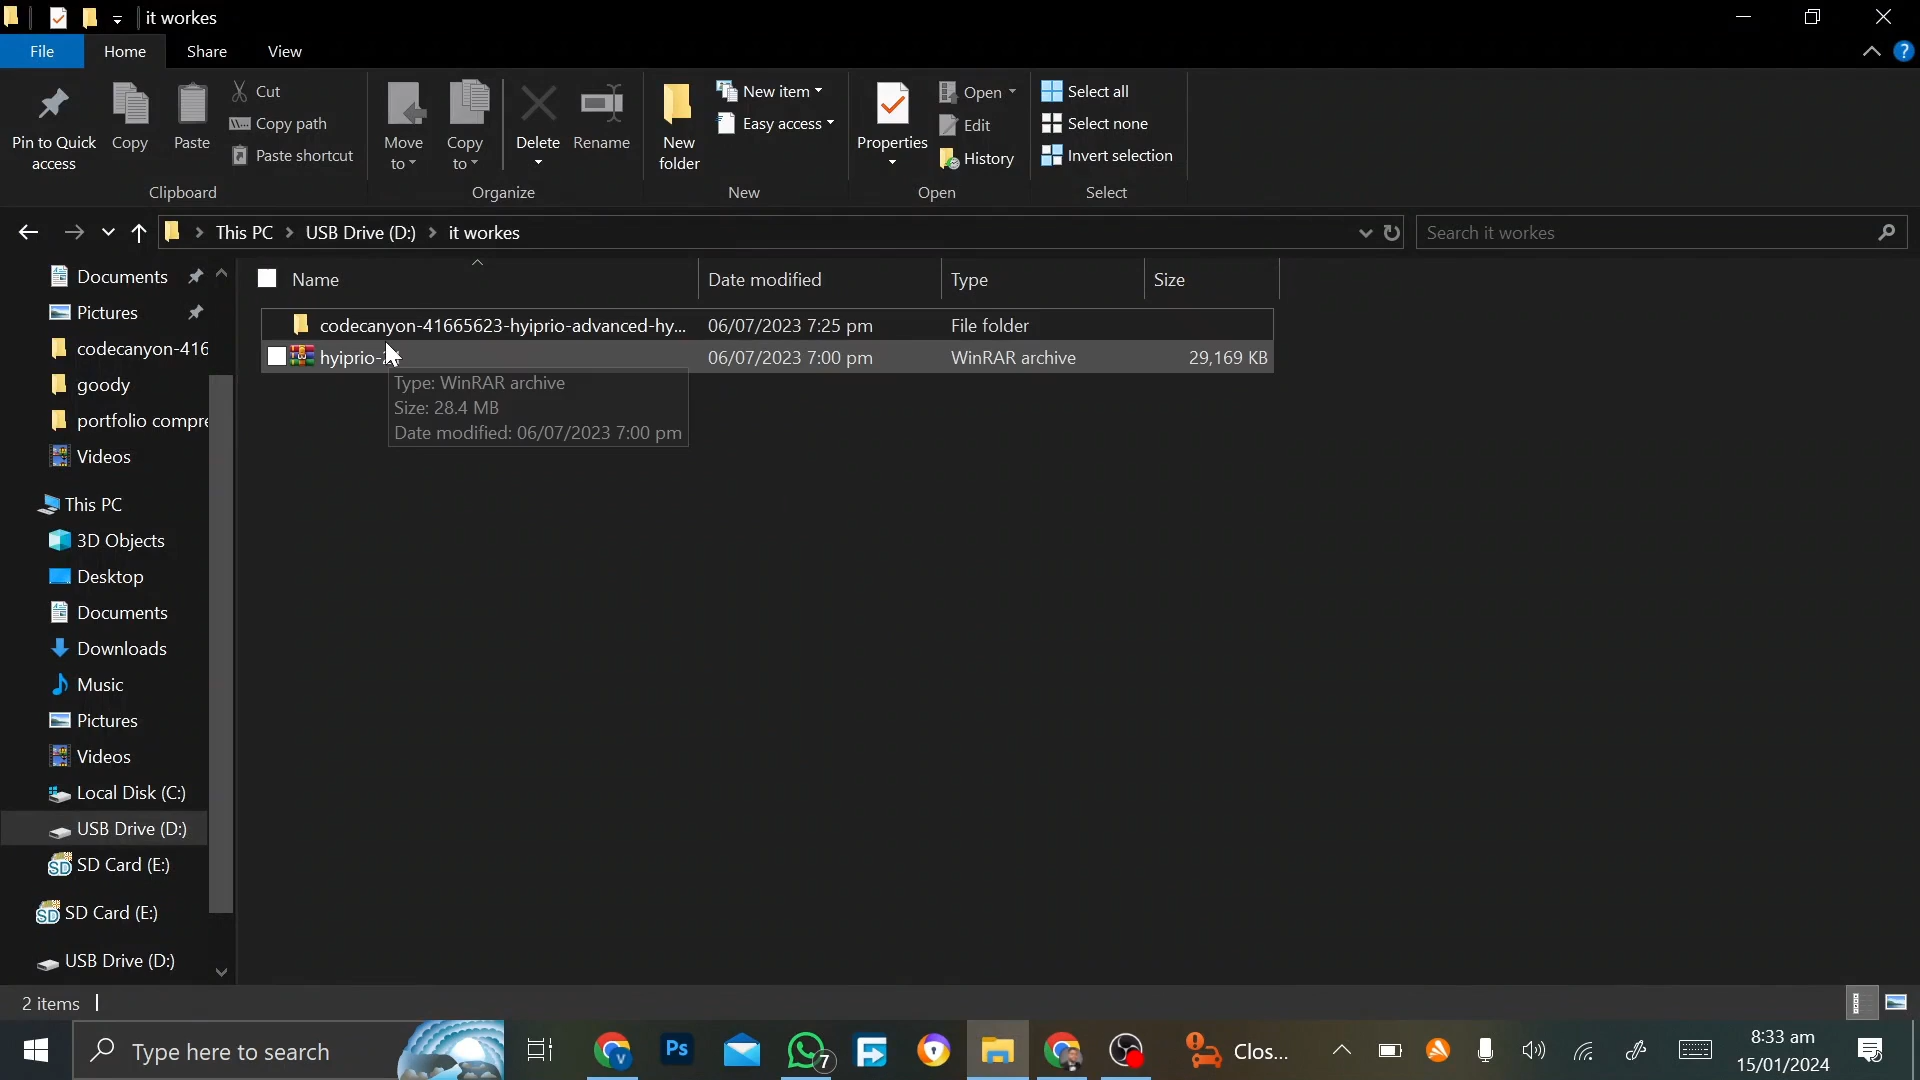 it workes
File
Home
Share
View
Pin to Quick access
Copy
Paste
Cut
Copy path
Paste shortcut
Clipboard
Move to
Copy to
Delete
Rename
Organize
New folder
New item
Easy access
New
Properties
Open
Edit
History
Open
Select all
Select none
Invert selection
Select
This PC
USB Drive (D:)
it workes
Search it workes
Documents
Pictures
codecanyon-416
goody
portfolio compre
Videos
This PC
3D Objects
Desktop
Documents
Downloads
Music
Pictures
Videos
Local Disk (C:)
USB Drive (D:)
SD Card (E:)
SD Card (E:)
USB Drive (D:)
Name
Date modified
Type
Size
codecanyon-41665623-hyiprio-advanced-hy...
06/07/2023 7:25 pm
File folder
hyiprio-
06/07/2023 7:00 pm
WinRAR archive
29,169 KB
Type: WinRAR archive
Size: 28.4 MB
Date modified: 06/07/2023 7:00 pm
2 items
Type here to search
Ps
7
Clos...
8:33 am
15/01/2024